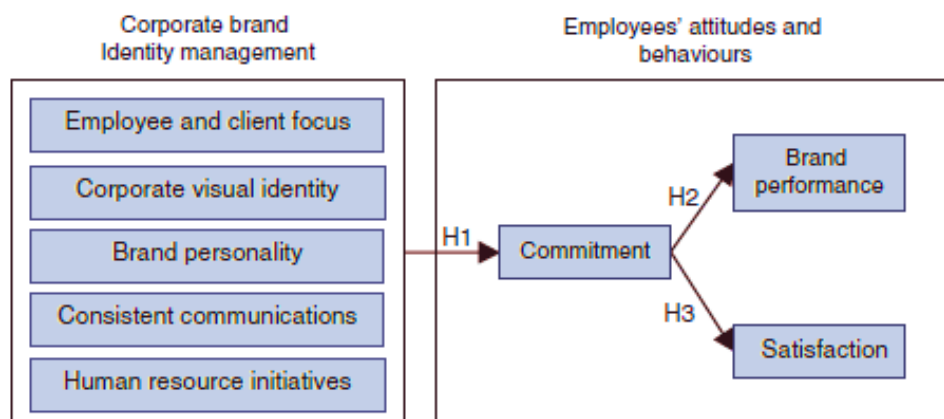 Corporate brand
Identity management
Employee and client focus
Corporate visual identity
Brand personality
Consistent communications
Human resource initiatives
H1
Employees’ attitudes and
behaviours
Commitment
H2
H3
Brand
performance
Satisfaction